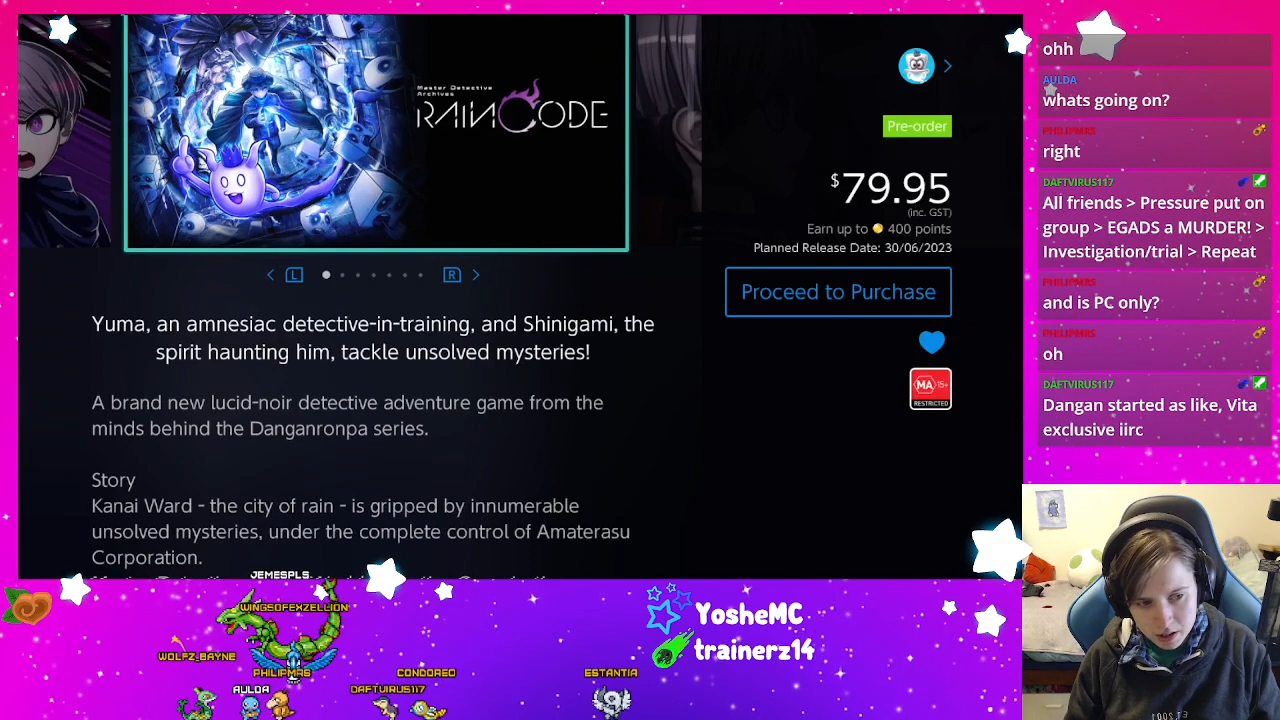 Master Detective
Archives
RAINCODE
Pre-order
$79.95
(inc. GST)
Earn up to 400 points
Planned Release Date: 30/06/2023
Proceed to Purchase
MA 15+
RESTRICTED
L
R
Yuma, an amnesiac detective-in-training, and Shinigami, the
spirit haunting him, tackle unsolved mysteries!
A brand new lucid-noir detective adventure game from the
minds behind the Danganronpa series.
Story
Kanai Ward - the city of rain - is gripped by innumerable
unsolved mysteries, under the complete control of Amaterasu
Corporation.
ohh
AULDA
whats going on?
PHILIPMRS
right
DAFTVIRUS117
All friends > Pressure put on
group > EGADS a MURDER! >
Investigation/trial > Repeat
PHILIPMRS
and is PC only?
PHILIPMRS
oh
DAFTVIRUS117
Dangan started as like, Vita
exclusive iirc
JEMESPLS
WINGSOFEXZELLION
WOLFZ_BAYNE
PHILIPMRS
AULDA
DAFTVIRUS117
CONDOREO
ESTANTIA
YosheMC
trainerz14